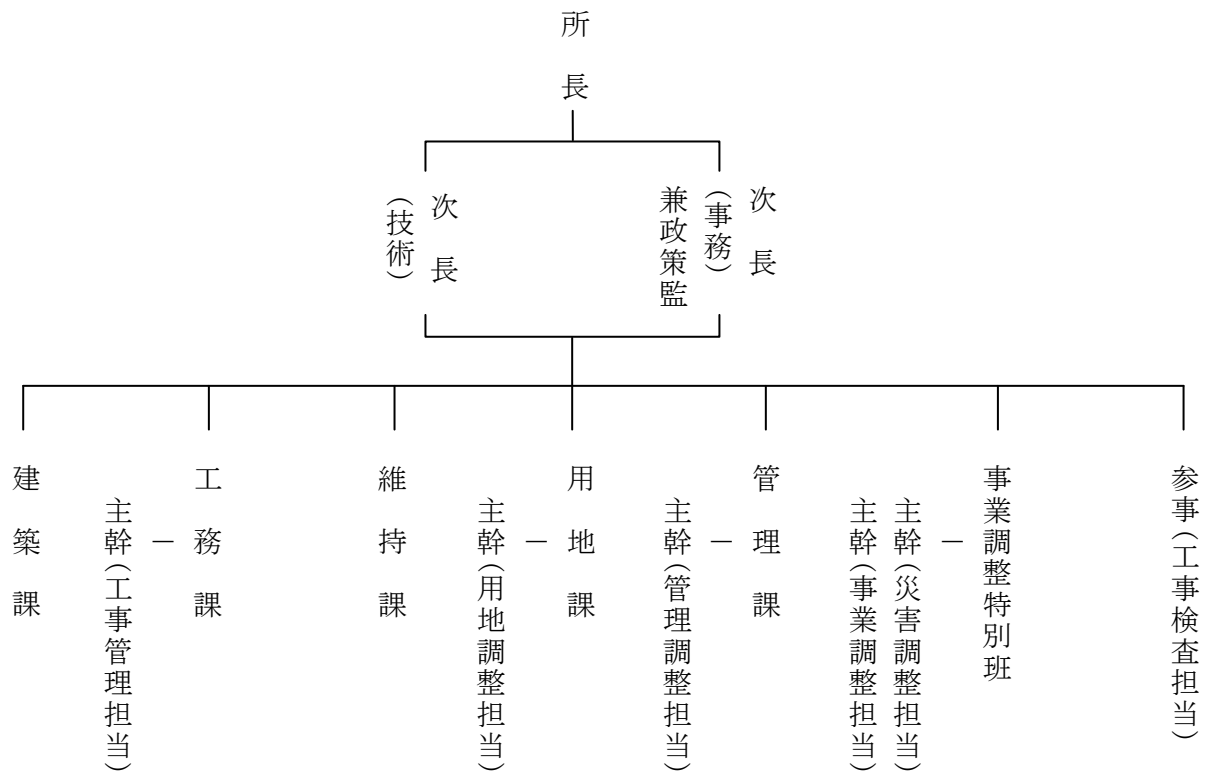 所長
次長
(事務)
兼政策監
次長
(技術)
参事(工事検査担当)
事業調整特別班
主幹(災害調整担当)
主幹(事業調整担当)
管理課
主幹(管理調整担当)
用地課
主幹(用地調整担当)
維持課
工務課
主幹(工事管理担当)
建築課